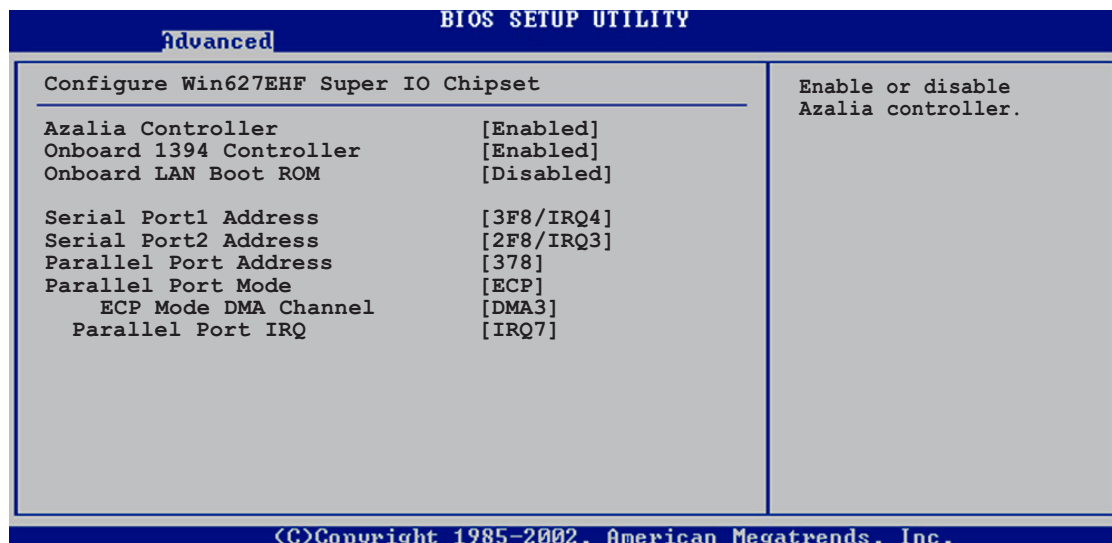 BIOS SETUP UTILITY
Advanced
Configure Win627EHF Super IO Chipset
Azalia Controller [Enabled]
Onboard 1394 Controller [Enabled]
Onboard LAN Boot ROM [Disabled]
Serial Port1 Address [3F8/IRQ4]
Serial Port2 Address [2F8/IRQ3]
Parallel Port Address [378]
Parallel Port Mode [ECP]
ECP Mode DMA Channel [DMA3]
Parallel Port IRQ [IRQ7]
Enable or disable
Azalia controller.
(C)Copyright 1985-2002, American Megatrends, Inc.